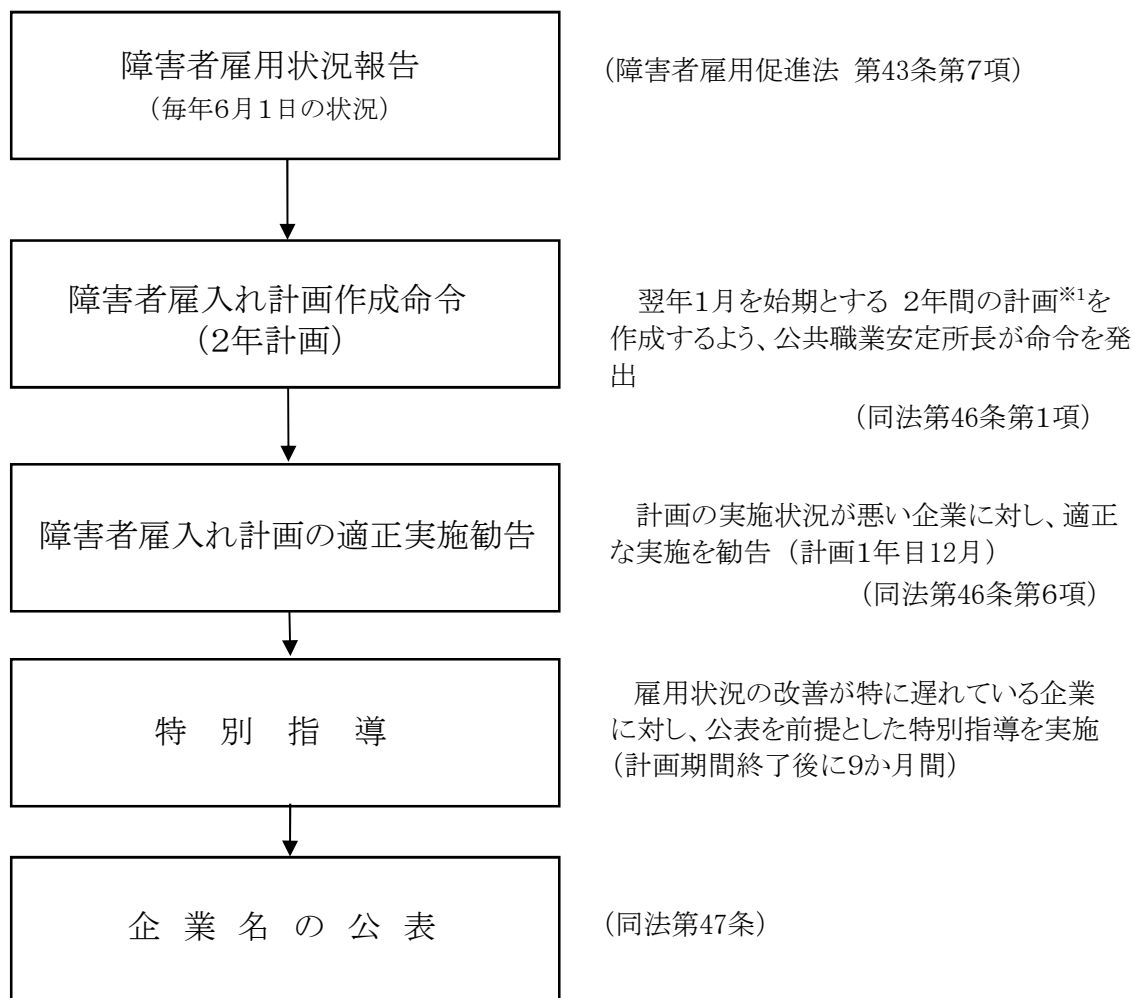 障害者雇用状況報告
（毎年６月１日の状況）
（障害者雇用促進法 第43条第７項）
障害者雇入れ計画作成命令
（２年計画）
翌年１月を始期とする ２年間の計画※1を
作成するよう、公共職業安定所長が命令を発
出
（同法第46条第１項）
障害者雇入れ計画の適正実施勧告
計画の実施状況が悪い企業に対し、適正
な実施を勧告（計画１年目12月）
（同法第46条第６項）
特 別 指 導
雇用状況の改善が特に遅れている企業
に対し、公表を前提とした特別指導を実施
（計画期間終了後に９か月間）
企 業 名 の 公 表
（同法第47条）